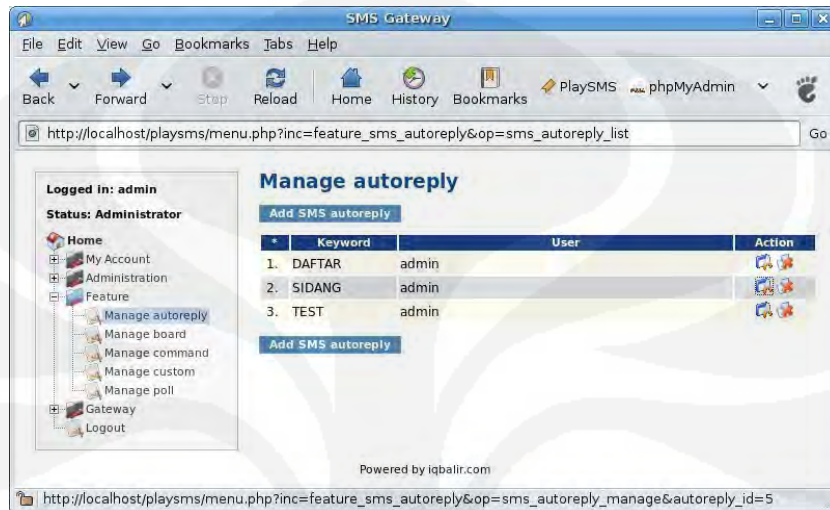 SMS Gateway
File Edit View Go Bookmarks Tabs Help
Back Forward Stop Reload Home History Bookmarks PlaySMS phpMyAdmin
http://localhost/playsms/menu.php?inc=feature_sms_autoreply&op=sms_autoreply_list Go
Logged in: admin
Status: Administrator
Home
My Account
Administration
Feature
Manage autoreply
Manage board
Manage command
Manage custom
Manage poll
Gateway
Logout
Manage autoreply
Add SMS autoreply
* Keyword User Action
1. DAFTAR admin
2. SIDANG admin
3. TEST admin
Add SMS autoreply
Powered by iqbalir.com
http://localhost/playsms/menu.php?inc=feature_sms_autoreply&op=sms_autoreply_manage&autoreply_id=5